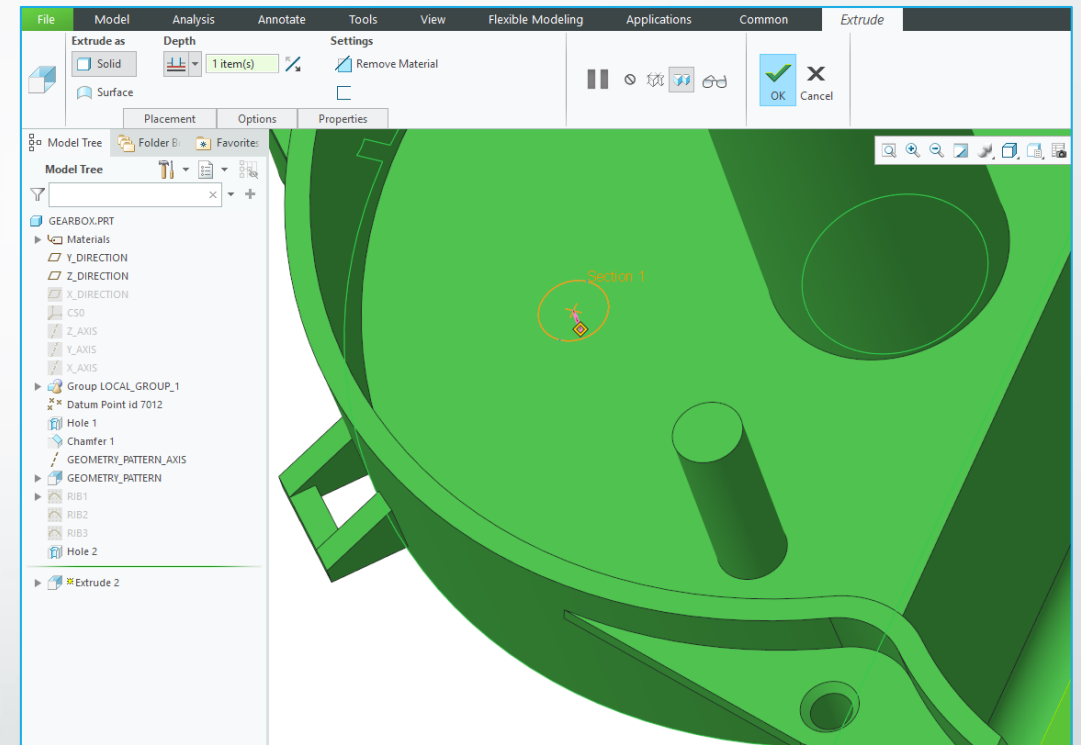 File Model Analysis Annotate Tools View Flexible Modeling Applications Common Extrude
Extrude as Depth Settings
Solid 1 item(s) Remove Material
Surface OK Cancel
Placement Options Properties
Model Tree Folder B Favorites
Model Tree
GEARBOX.PRT
Materials
Y_DIRECTION
Z_DIRECTION
X_DIRECTION
CS0
Z_AXIS
Y_AXIS
X_AXIS
Group LOCAL_GROUP_1
Datum Point id 7012
Hole 1
Chamfer 1
GEOMETRY_PATTERN_AXIS
GEOMETRY_PATTERN
RIB1
RIB2
RIB3
Hole 2
Extrude 2
Section 1